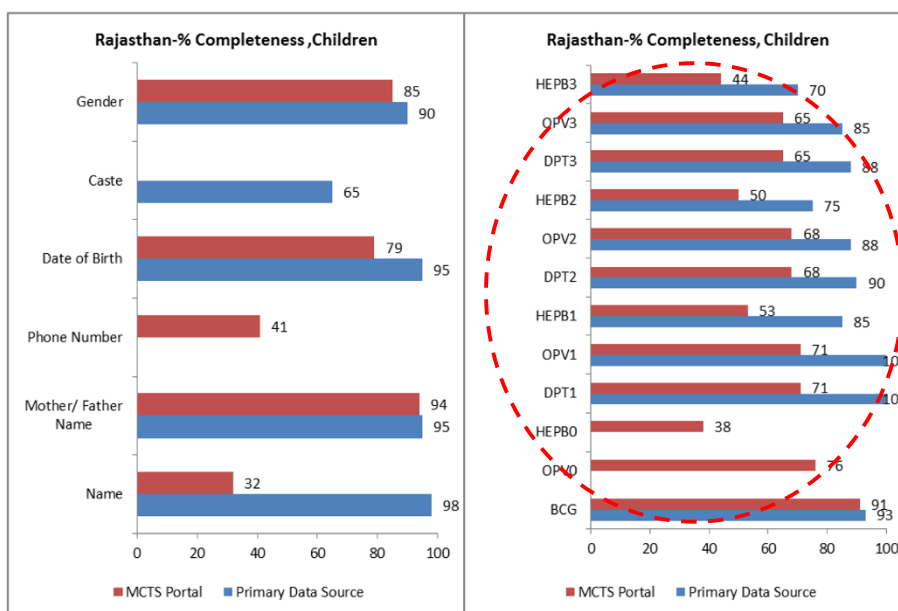 Rajasthan-% Completeness ,Children
Gender
85
90
Caste
65
Date of Birth
79
95
Phone Number
41
Mother/ Father
Name
94
95
Name
32
98
0 20 40 60 80 100
MCTS Portal Primary Data Source
Rajasthan-% Completeness, Children
HEPB3
44
70
OPV3
65
85
DPT3
65
88
HEPB2
50
75
OPV2
68
88
DPT2
68
90
HEPB1
53
85
OPV1
71
10
DPT1
71
10
HEPB0
38
OPV0
76
BCG
91
93
0 20 40 60 80 100
MCTS Portal Primary Data Source